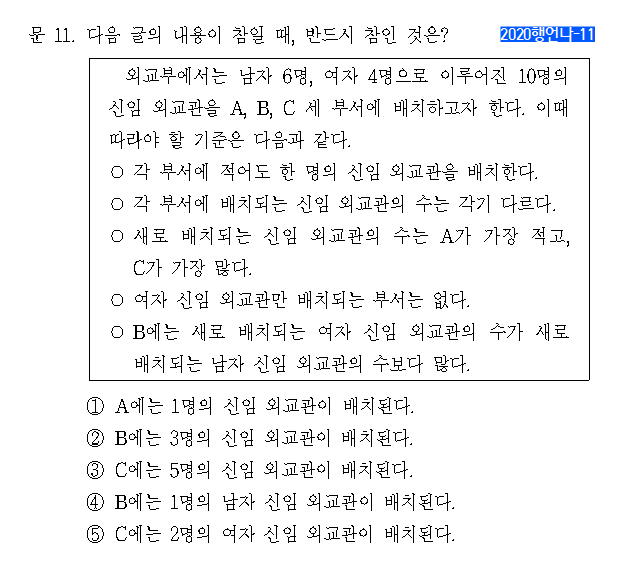 문 11. 다음 글의 내용이 참일 때, 반드시 참인 것은? 2020행언나-11
외교부에서는 남자 6명, 여자 4명으로 이루어진 10명의
신임 외교관을 A, B, C 세 부서에 배치하고자 한다. 이때
따라야 할 기준은 다음과 같다.
○ 각 부서에 적어도 한 명의 신임 외교관을 배치한다.
○ 각 부서에 배치되는 신임 외교관의 수는 각기 다르다.
○ 새로 배치되는 신임 외교관의 수는 A가 가장 적고,
C가 가장 많다.
○ 여자 신임 외교관만 배치되는 부서는 없다.
○ B에는 새로 배치되는 여자 신임 외교관의 수가 새로
배치되는 남자 신임 외교관의 수보다 많다.
① A에는 1명의 신임 외교관이 배치된다.
② B에는 3명의 신임 외교관이 배치된다.
③ C에는 5명의 신임 외교관이 배치된다.
④ B에는 1명의 남자 신임 외교관이 배치된다.
⑤ C에는 2명의 여자 신임 외교관이 배치된다.